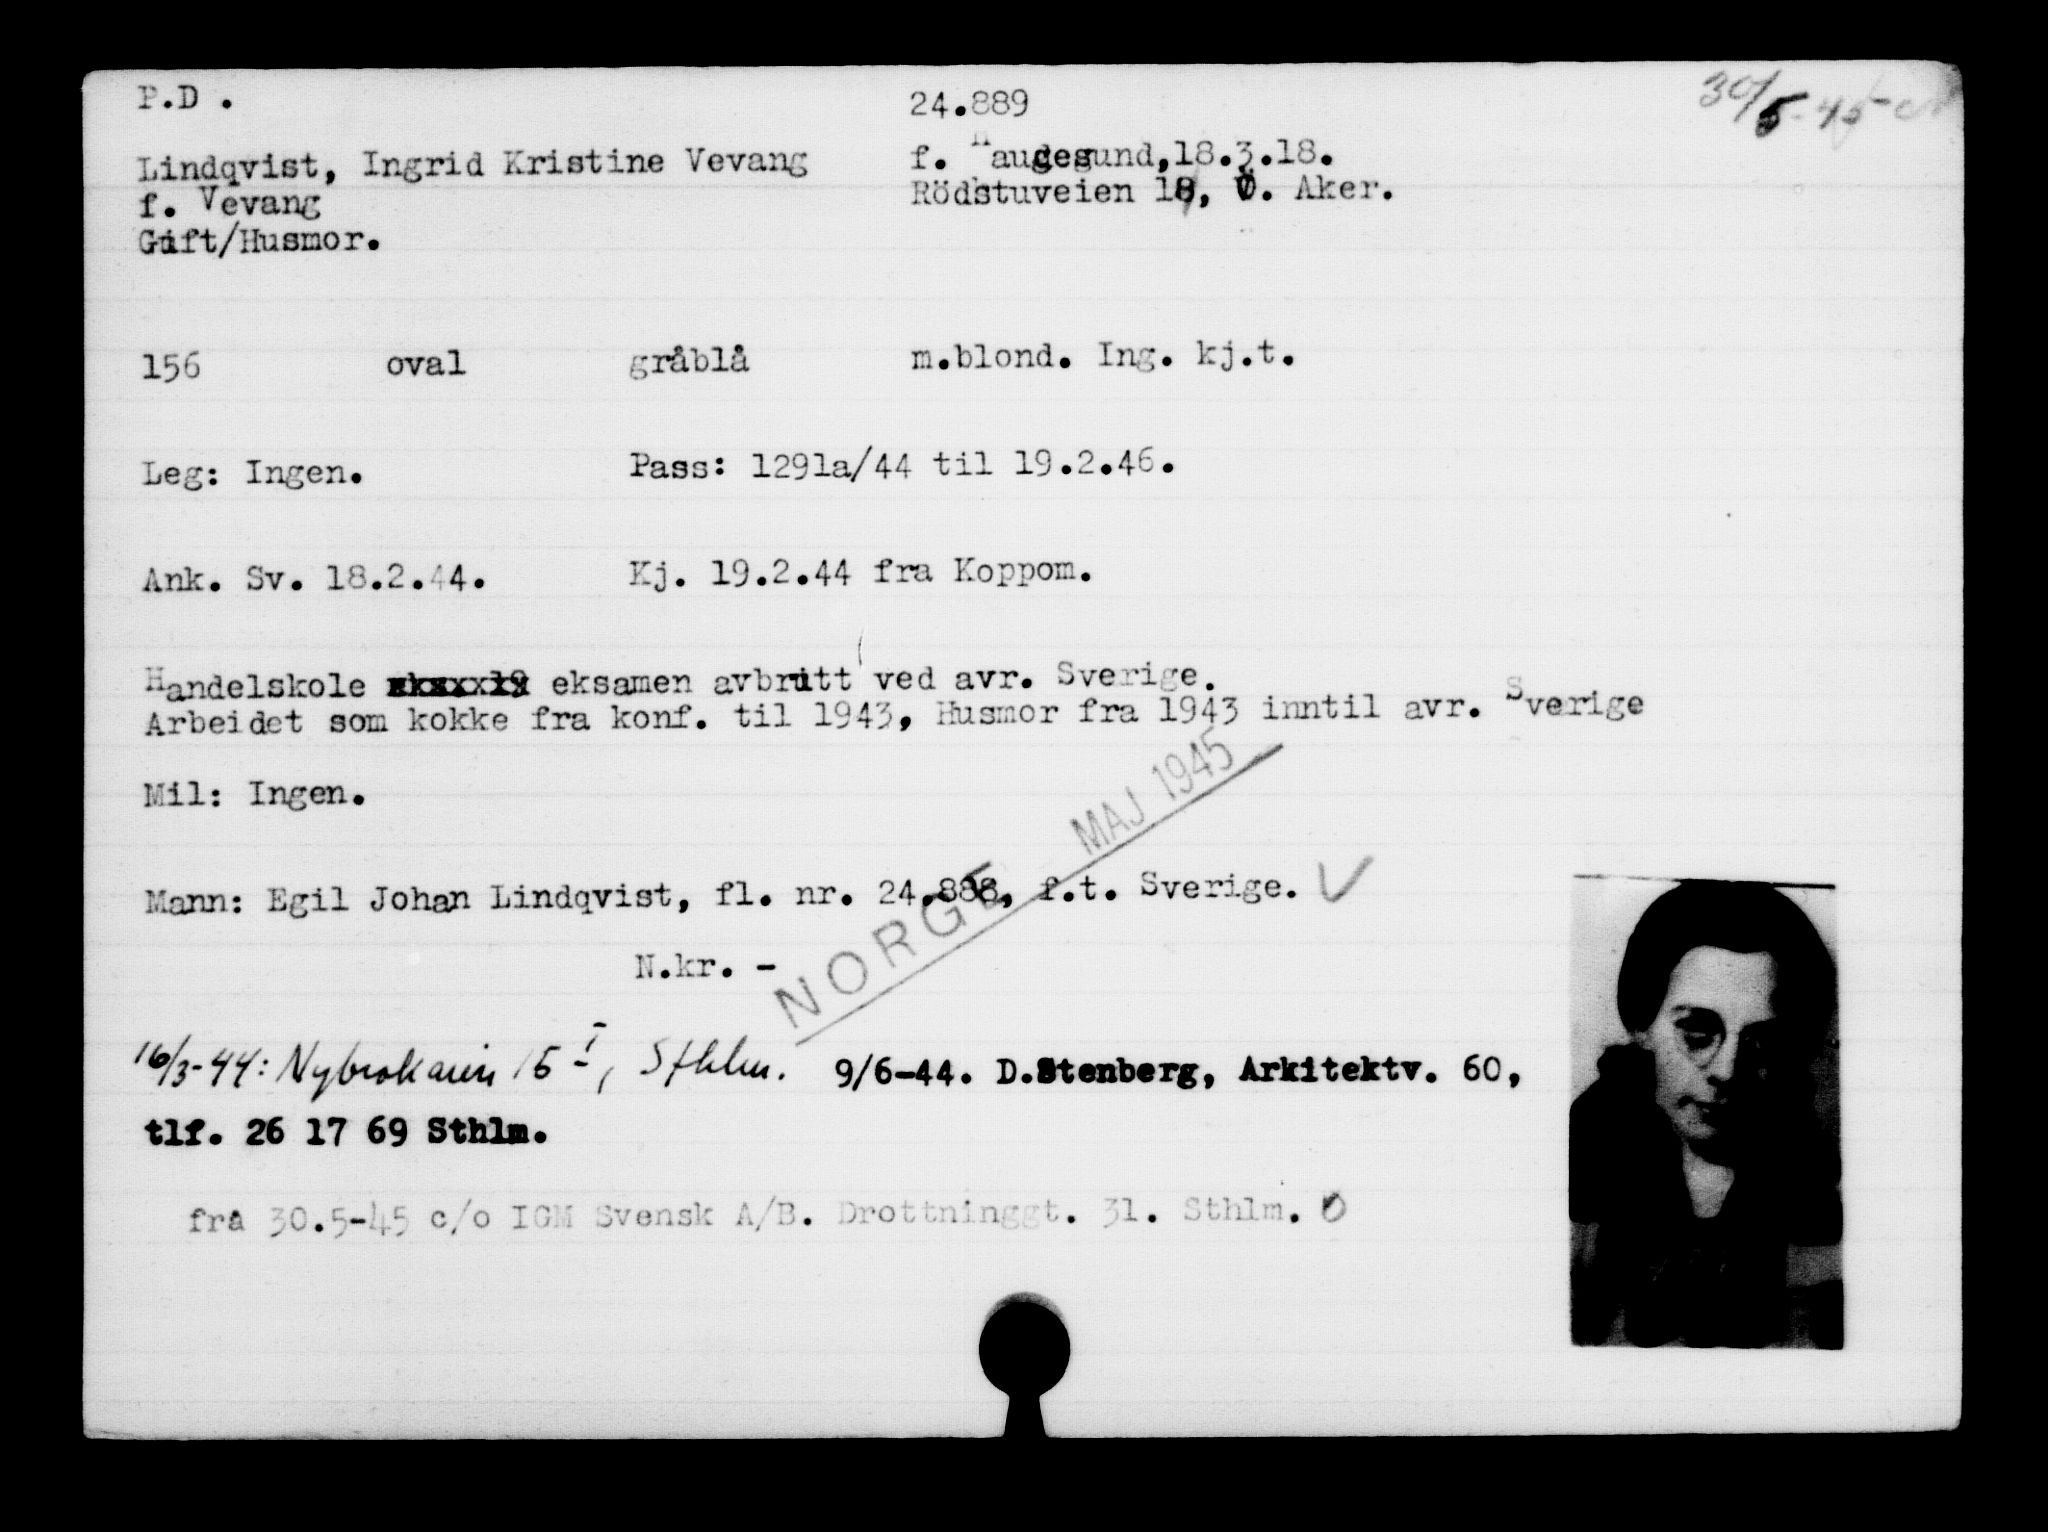 P.D .
24.889
30/5-45
Lindqvist, Ingrid Kristine Vevang
f. Haugesund,18.3.18.
f. Vevang
Rödstuveien 18, V. Aker.
Gift/Husmor.
156 oval gråblå m.blond. Ing. kj.t.
Leg: Ingen. Pass: 1291a/44 til 19.2.46.
Ank. Sv. 18.2.44. Kj. 19.2.44 fra Koppom.
Handelskole eksamen avbrutt ved avr. Sverige.
Arbeidet som kokke fra konf. til 1943, Husmor fra 1943 inntil avr. Sverige
Mil: Ingen.
MAJ 1945
Mann: Egil Johan Lindqvist, fl. nr. 24.888, f.t. Sverige.
NORGE
N.kr. -
16/3-44: Nybrokaien 15 I, Sthlm. 9/6-44. D.Stenberg, Arkitektv. 60,
tlf. 26 17 69 Sthlm.
fra 30.5-45 c/o IGM Svensk A/B. Drottninggt. 31. Sthlm.